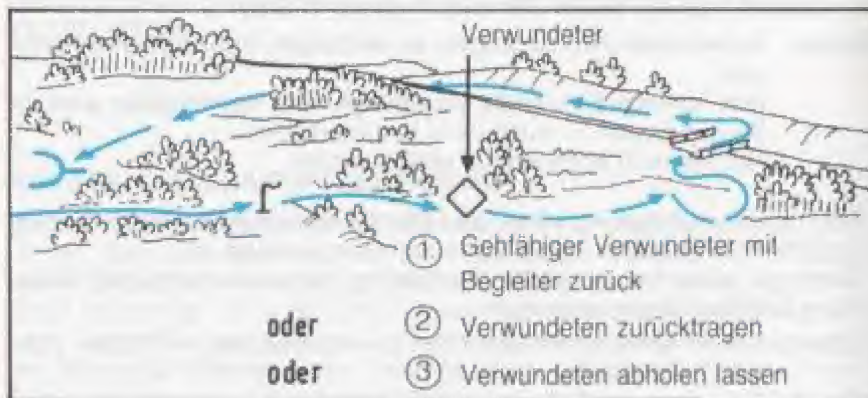 Verwundeter
① Gehfähiger Verwundeter mit
Begleiter zurück
oder ② Verwundeten zurücktragen
oder ③ Verwundeten abholen lassen